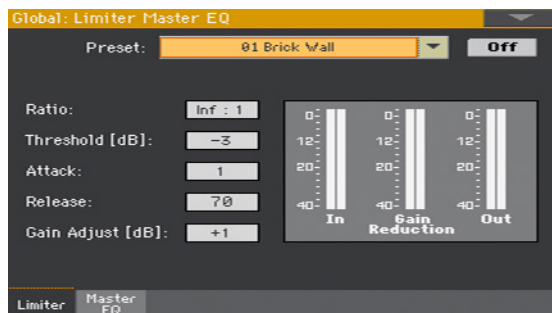 Global: Limiter Master EQ
Preset: 01 Brick Wall Off
Ratio: Inf : 1
Threshold [dB]: -3
Attack: 1
Release: 70
Gain Adjust [dB]: +1
0 0 0
12 12 12
20 20 20
40 40 40
In Gain Reduction Out
Limiter Master EQ